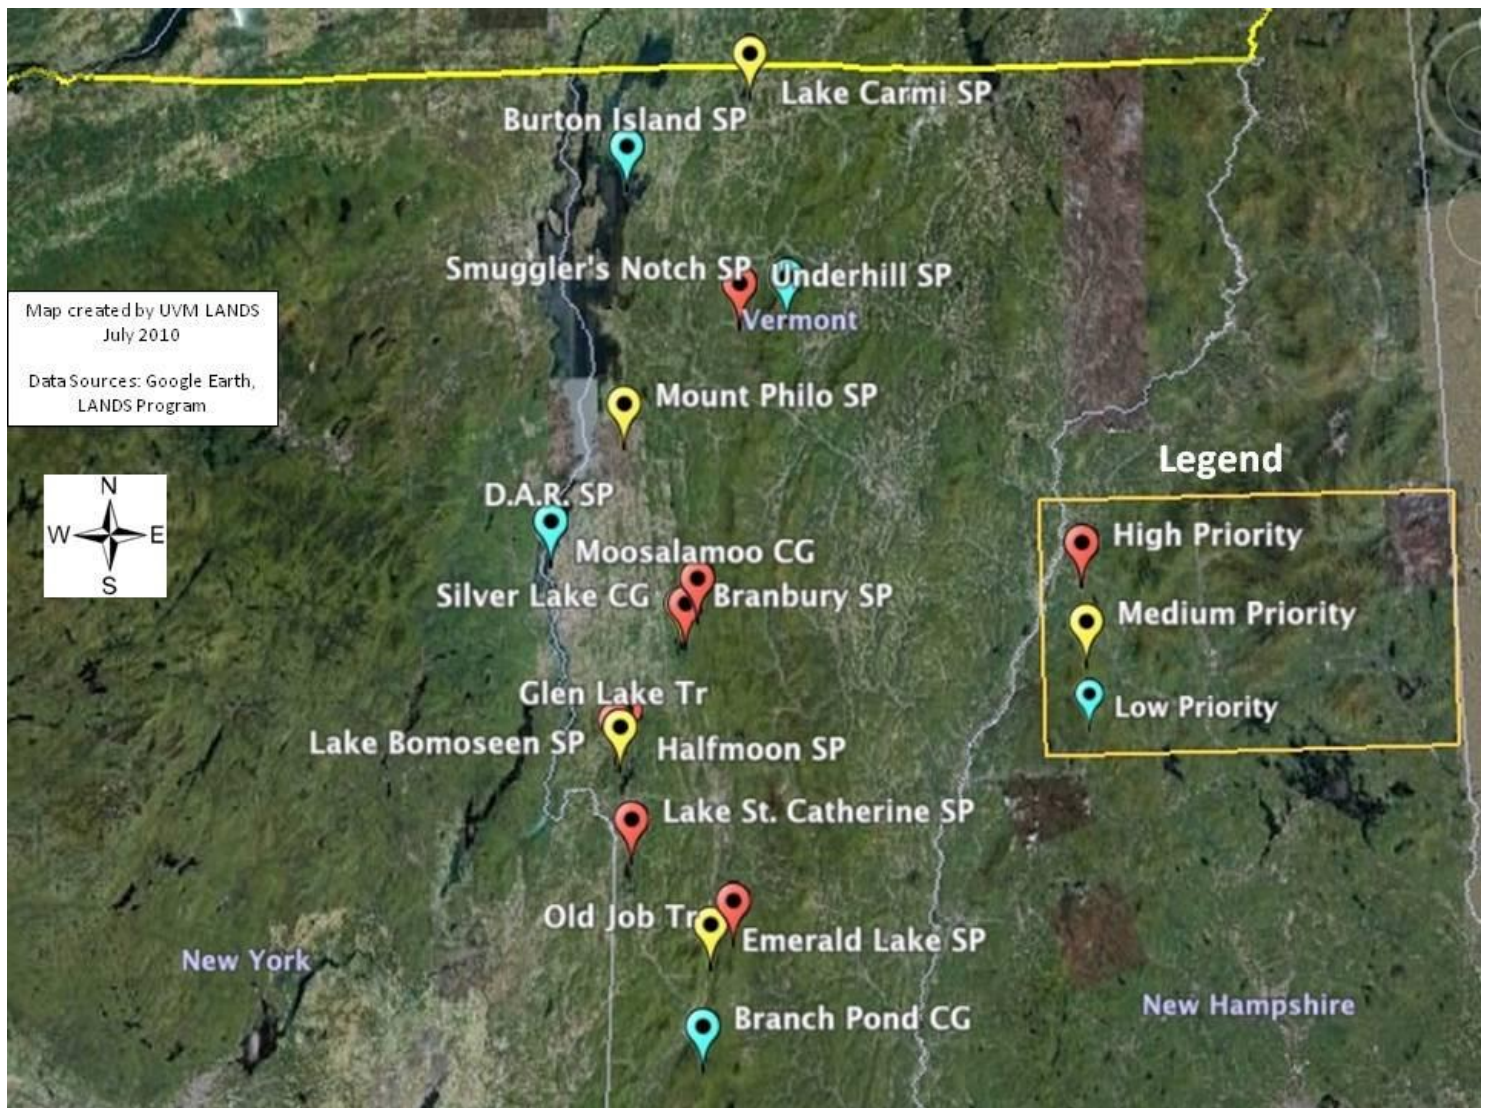 Lake Carmi SP
Burton Island SP
Smuggler's Notch SP
Underhill SP
Vermont
Map created by UVM LANDS
July 2010
Data Sources: Google Earth,
LANDS Program
Mount Philo SP
Legend
N
W E
S
D.A.R. SP
High Priority
Moosalamoo CG
Silver Lake CG
Branbury SP
Medium Priority
Glen Lake Tr
Low Priority
Lake Bomoseen SP
Halfmoon SP
Lake St. Catherine SP
Old Job Tr
Emerald Lake SP
New York
New Hampshire
Branch Pond CG